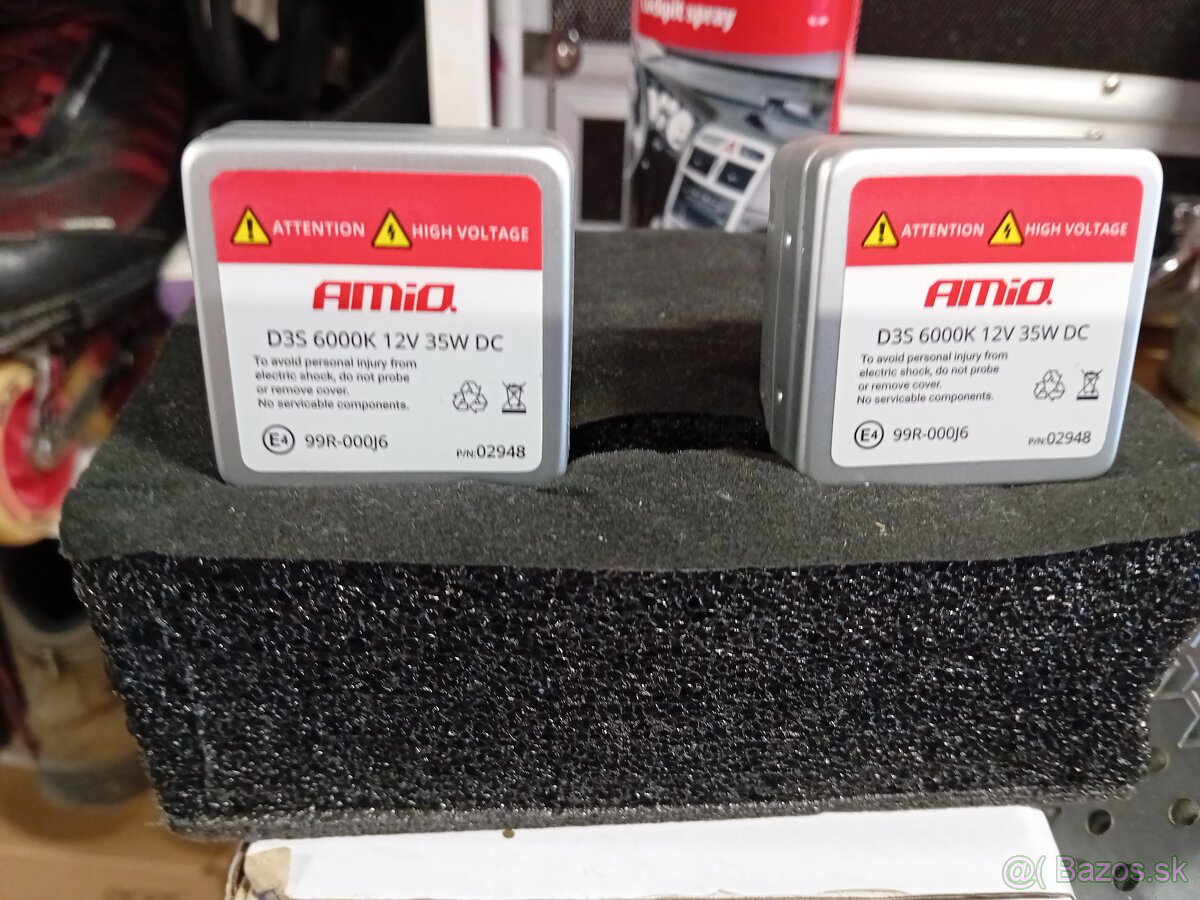 Cockpit spray
ATTENTION HIGH VOLTAGE
AMiO.
D3S 6000K 12V 35W DC
To avoid personal injury from
electric shock, do not probe
or remove cover.
No servicable components.
E4 99R-000J6
P/N:02948
ATTENTION HIGH VOLTAGE
AMiO.
D3S 6000K 12V 35W DC
To avoid personal injury from
electric shock, do not probe
or remove cover.
No servicable components.
E4 99R-000J6
P/N:02948
@( Bazos.sk